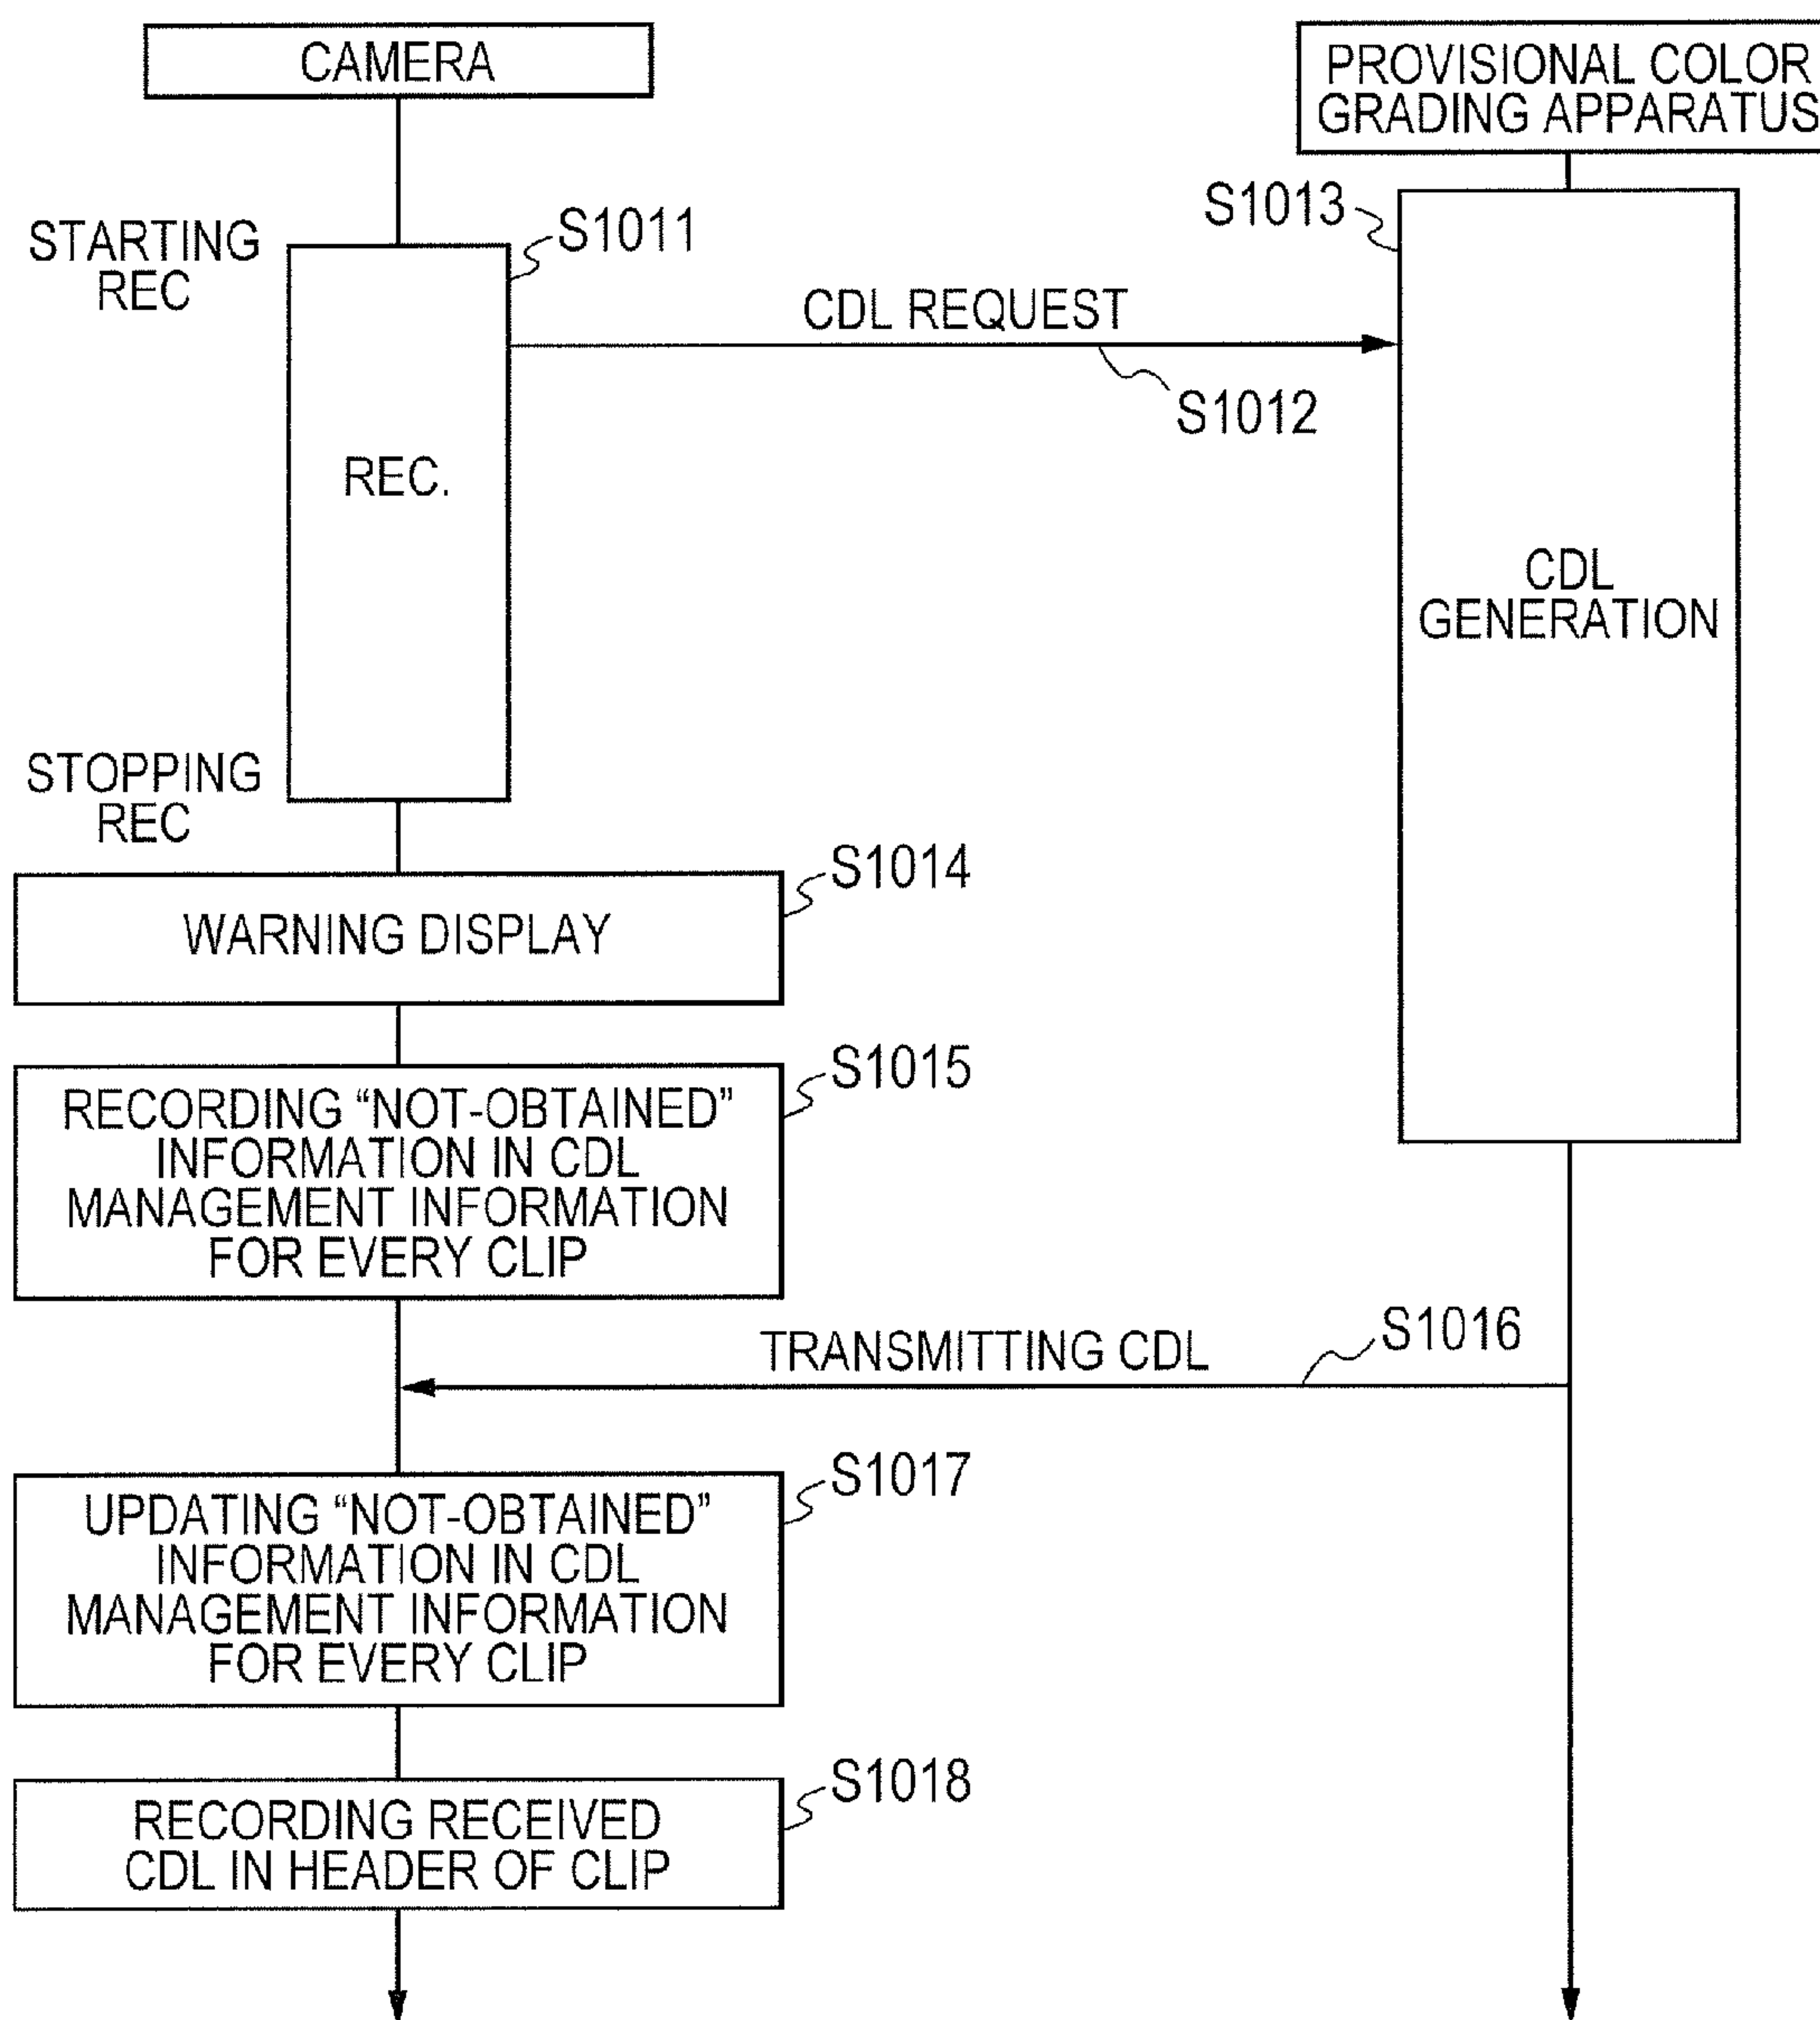 CAMERA
PROVISIONAL COLOR
GRADING APPARATUS
STARTING
REC
S1011
S1013
CDL REQUEST
S1012
REC.
CDL
GENERATION
STOPPING
REC
S1014
WARNING DISPLAY
S1015
RECORDING “NOT-OBTAINED”
INFORMATION IN CDL
MANAGEMENT INFORMATION
FOR EVERY CLIP
TRANSMITTING CDL
S1016
S1017
UPDATING “NOT-OBTAINED”
INFORMATION IN CDL
MANAGEMENT INFORMATION
FOR EVERY CLIP
S1018
RECORDING RECEIVED
CDL IN HEADER OF CLIP